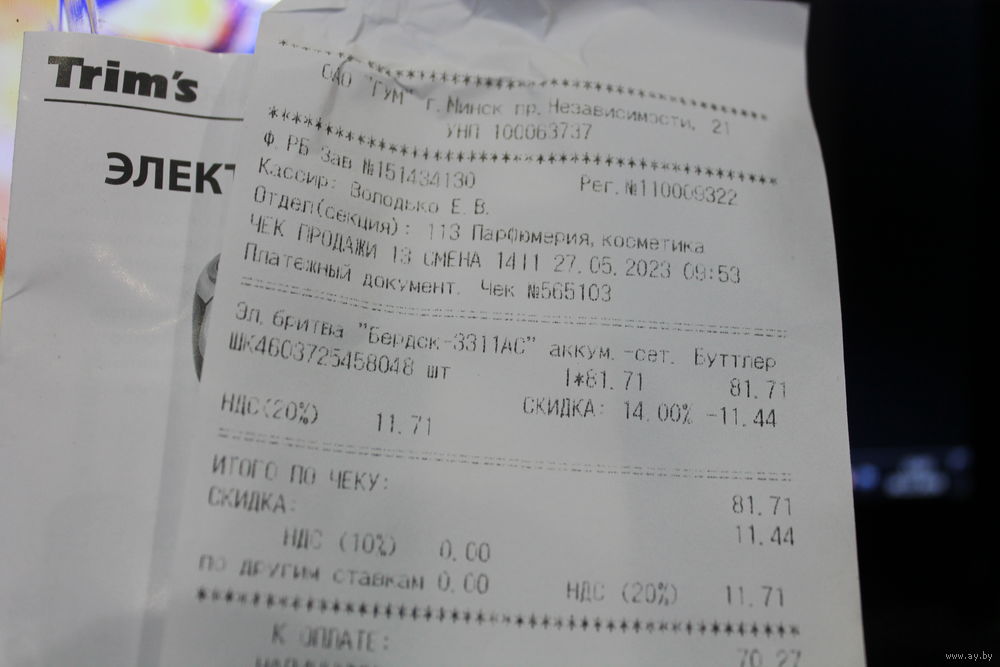 Trim's
ЭЛЕКТ
****************************************
ОАО "ГУМ" г.Минск пр.Независимости, 21
УНП 100063737
****************************************
Ф.РБ Зав.№151434130 Рег.№110009322
Кассир: Володько Е.В.
Отдел(секция): 113 Парфюмерия,косметика
ЧЕК ПРОДАЖИ 13 СМЕНА 1411 27.05.2023 09:53
Платежный документ. Чек №565103
Эл.бритва "Бердск-3311АС" аккум.-сет. Буттлер
ШК4603725458048 шт 1*81.71 81.71
СКИДКА: 14.00% -11.44
НДС(20%) 11.71
ИТОГО ПО ЧЕКУ: 81.71
СКИДКА: 11.44
НДС (10%) 0.00
по другим ставкам 0.00 НДС (20%) 11.71
****************************************
К ОПЛАТЕ: 70.27
www.ay.by